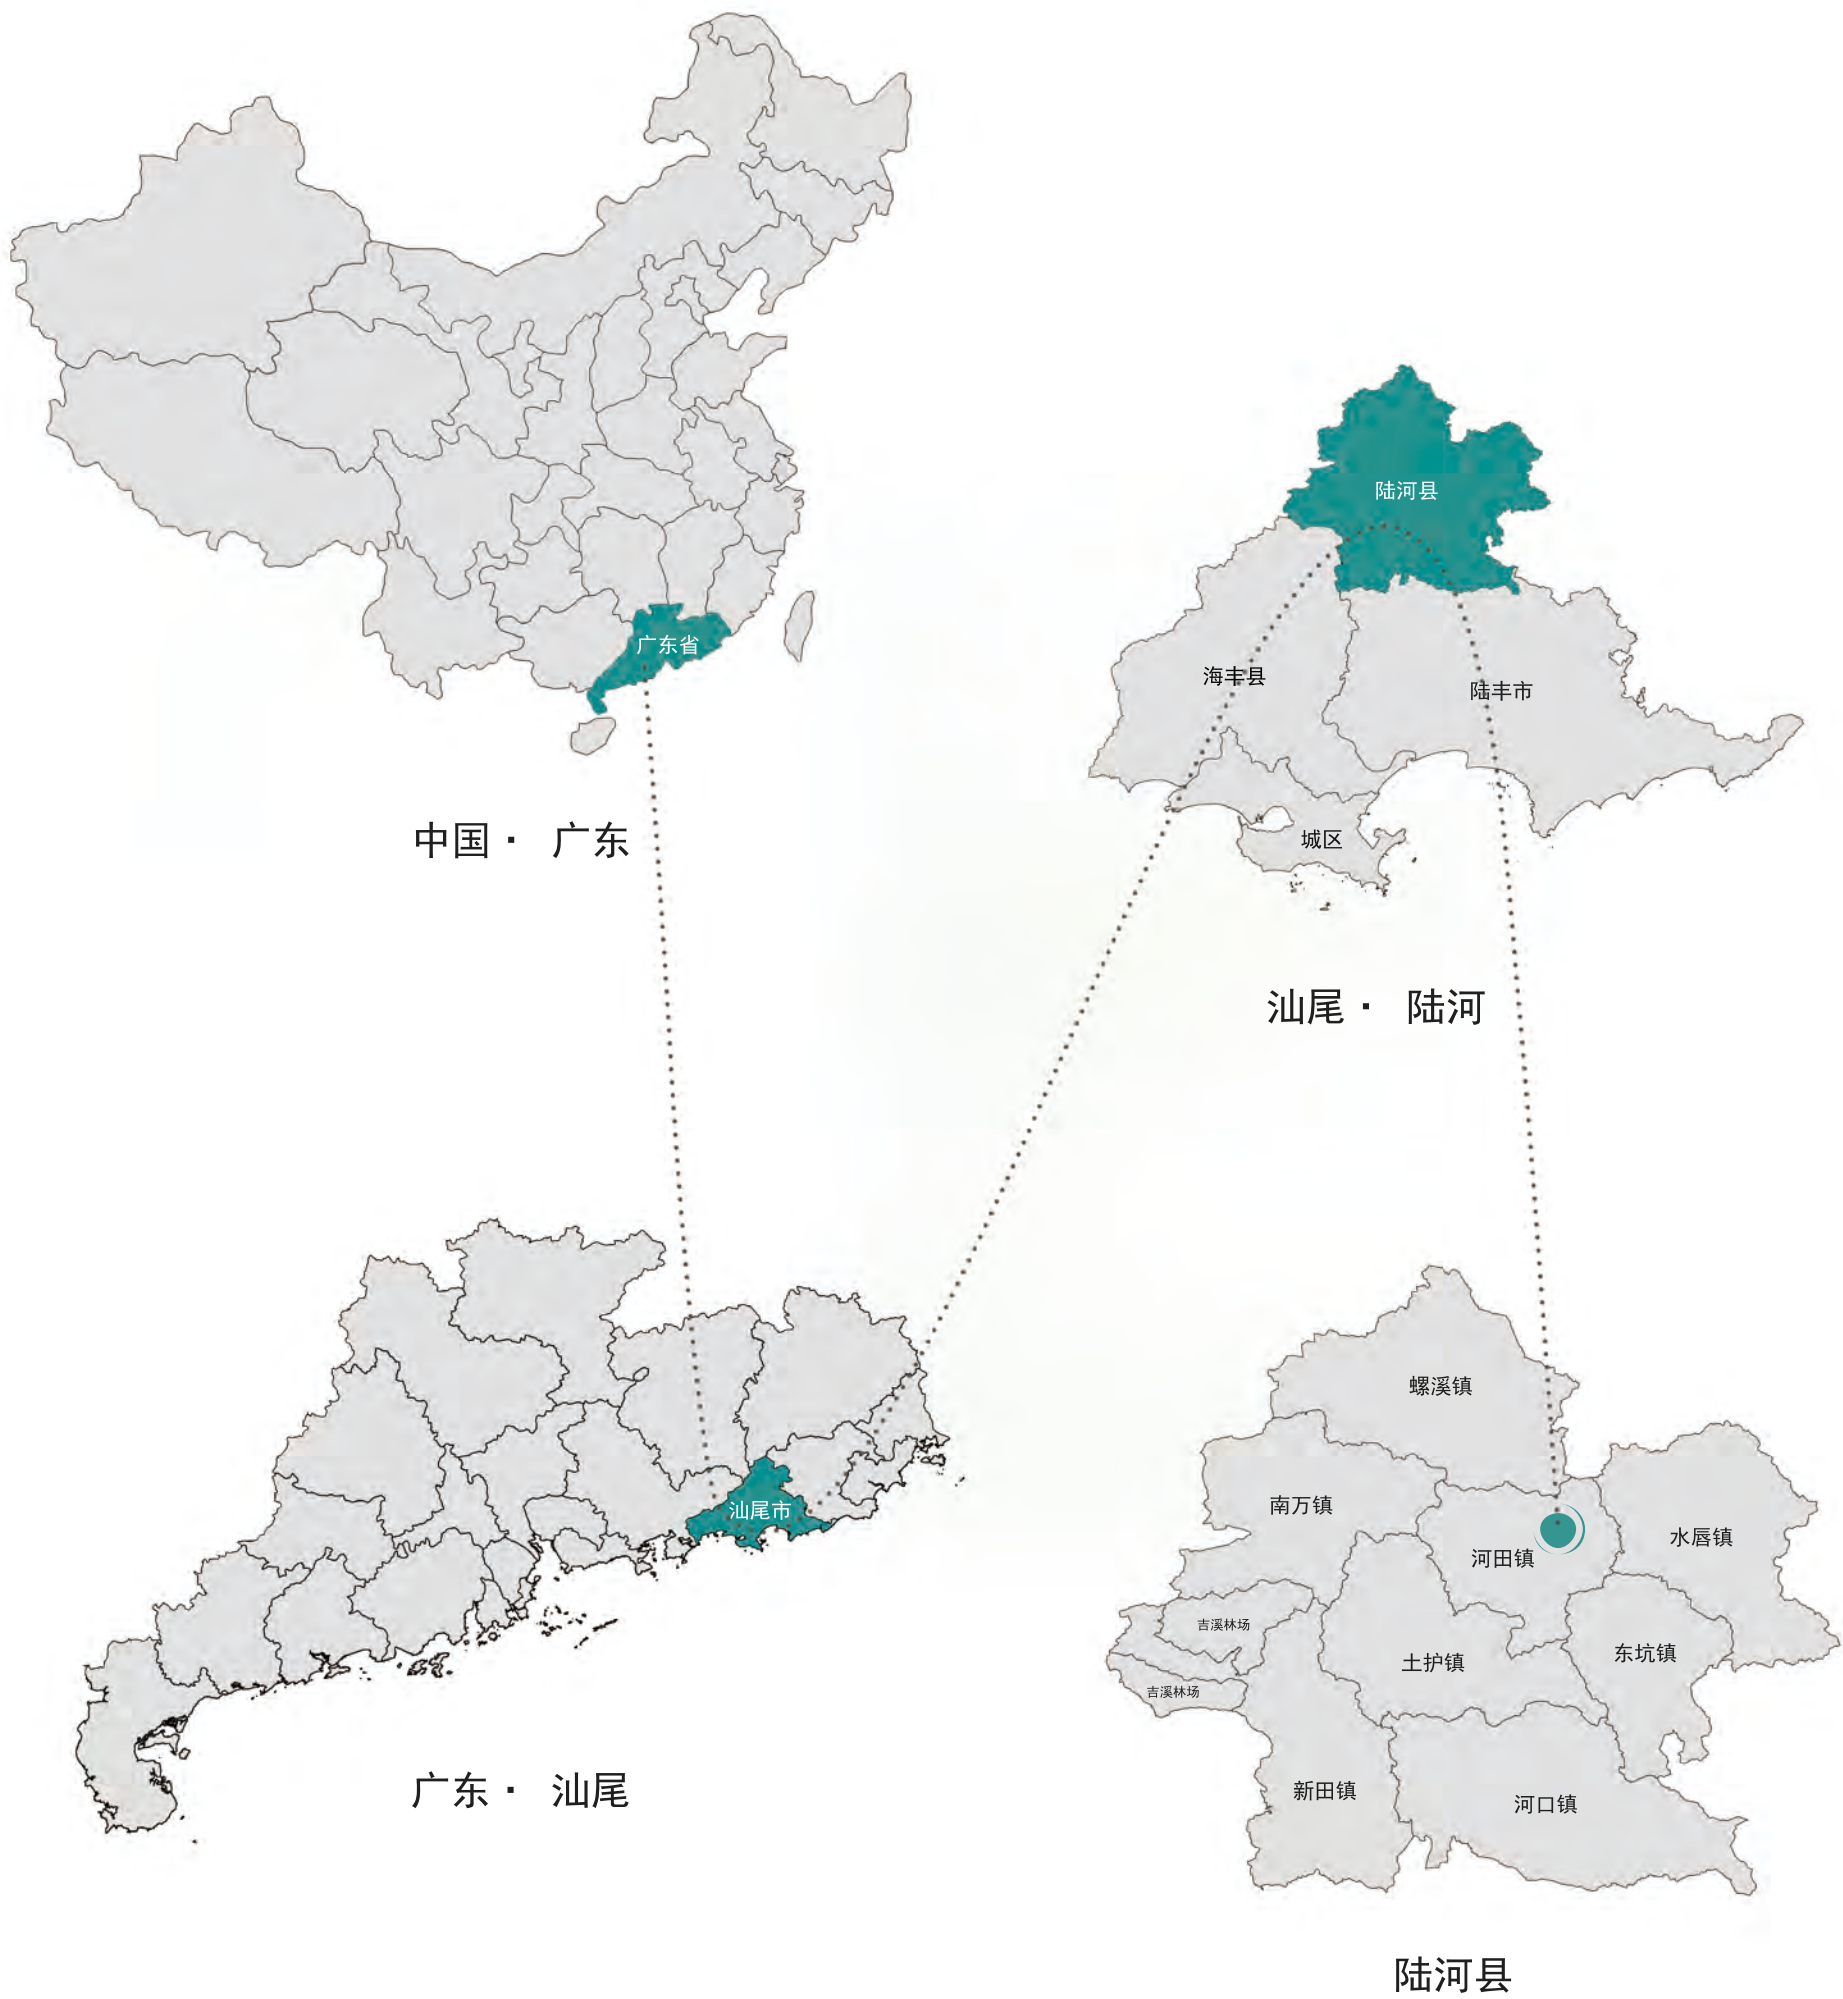 广东省
中国· 广东
陆河县
海丰县
陆丰市
城区
汕尾· 陆河
汕尾市
广东· 汕尾
螺溪镇
南万镇
水唇镇
河田镇
吉溪林场
东坑镇
土护镇
吉溪林场
新田镇
河口镇
陆河县